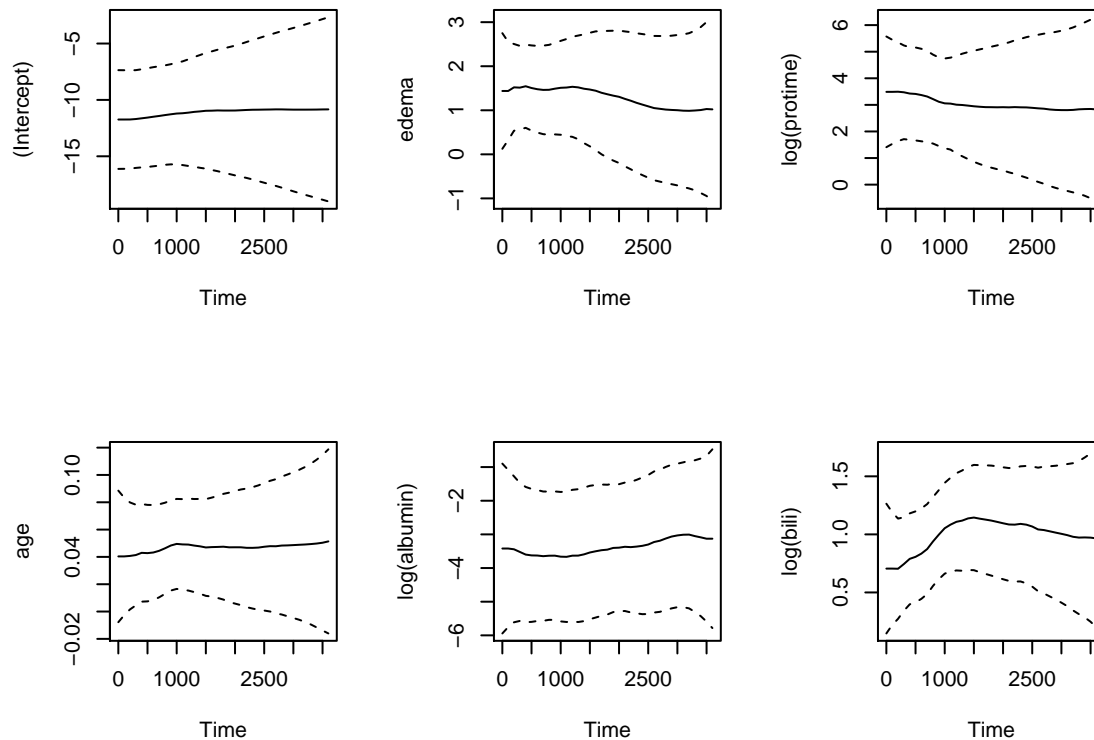 (Intercept)
−5
−10
−15
0 1000 2500
Time
edema
3
2
1
0
−1
0 1000 2500
Time
log(protime)
6
4
2
0
0 1000 2500
Time
age
0.10
0.04
−0.02
0 1000 2500
Time
log(albumin)
−2
−4
−6
0 1000 2500
Time
log(bili)
1.5
1.0
0.5
0 1000 2500
Time